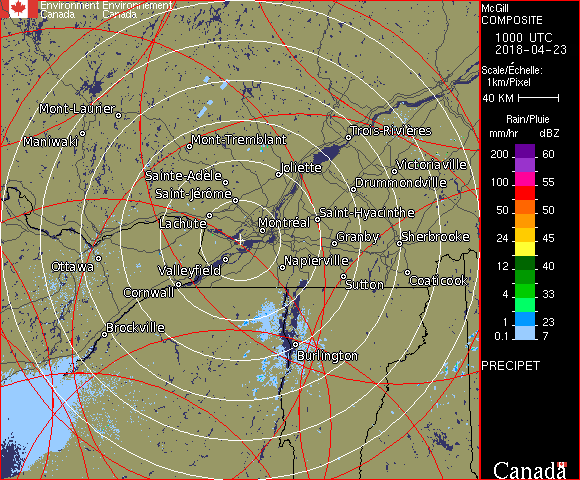 Environment Environnement
Canada Canada
McGill
COMPOSITE
1000 UTC
2018-04-23
Scale/Échelle:
1km/Pixel
40 KM
Rain/Pluie
mm/hr dBZ
200 60
100 55
50 50
24 45
12 40
4 33
1 23
0.1 7
PRECIPET
Canada
Mont-Laurier
Maniwaki
Mont-Tremblant
Trois-Rivières
Joliette
Victoriaville
Sainte-Adèle
Drummondville
Saint-Jérôme
Lachute
Saint-Hyacinthe
Montréal
Granby
Sherbrooke
Ottawa
Valleyfield
Napierville
Sutton
Coaticook
Cornwall
Brockville
Burlington